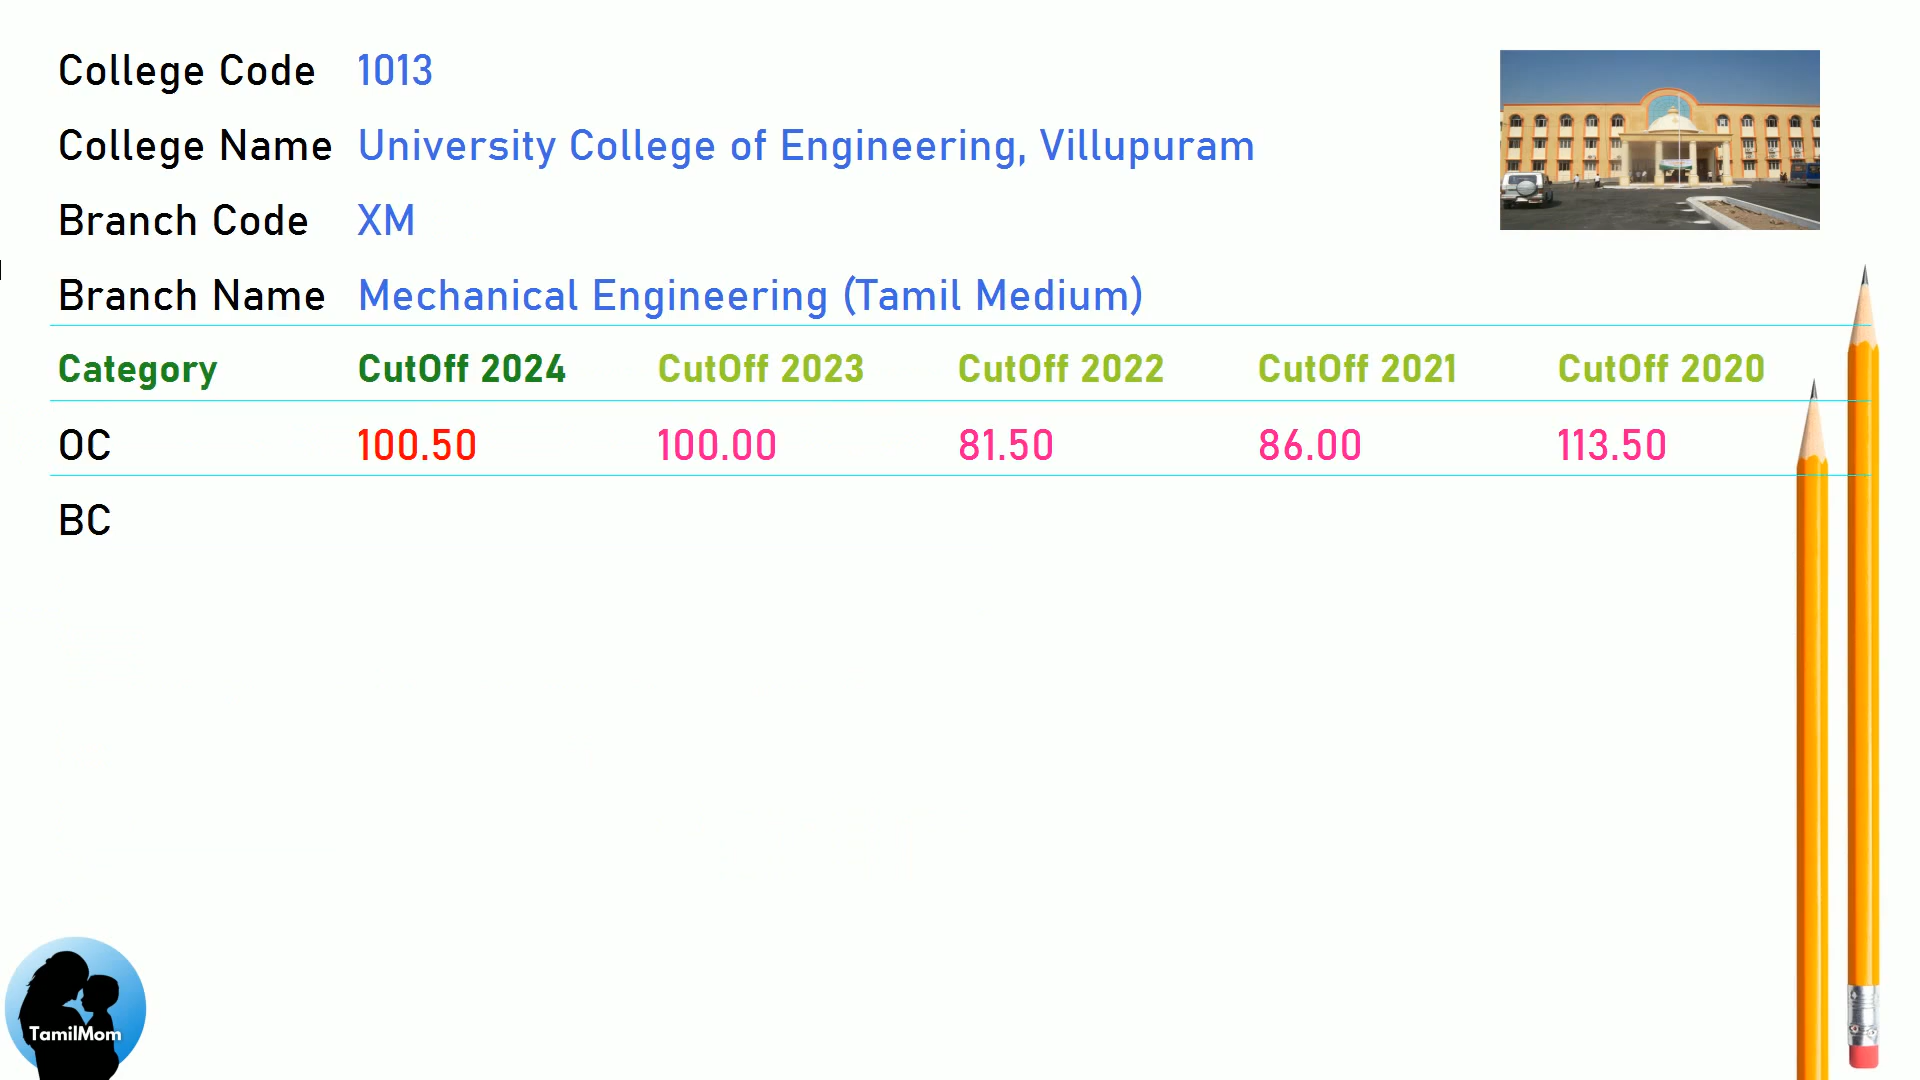 College Code 1013
College Name University College of Engineering, Villupuram
Branch Code XM
Branch Name Mechanical Engineering (Tamil Medium)
Category CutOff 2024 CutOff 2023 CutOff 2022 CutOff 2021 CutOff 2020
OC 100.50 100.00 81.50 86.00 113.50
BC
TamilMom